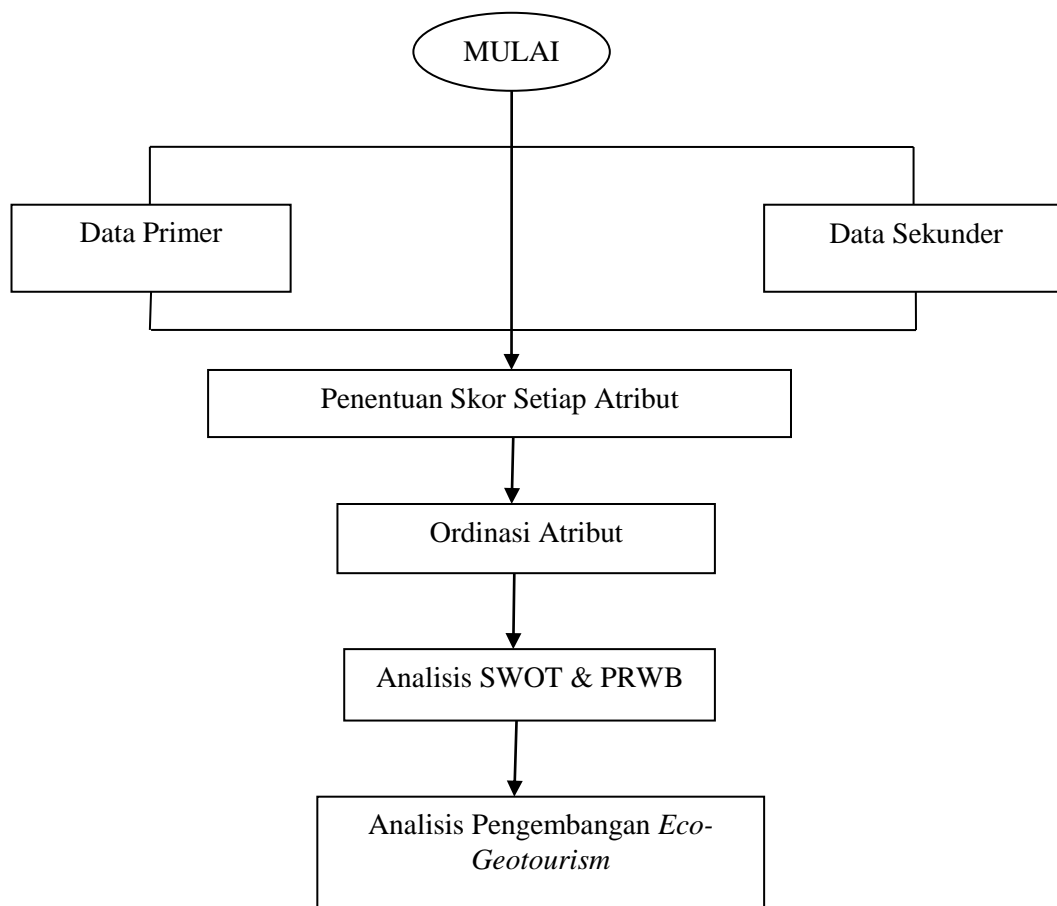 MULAI
Data Primer
Data Sekunder
Penentuan Skor Setiap Atribut
Ordinasi Atribut
Analisis SWOT & PRWB
Analisis Pengembangan Eco-
Geotourism